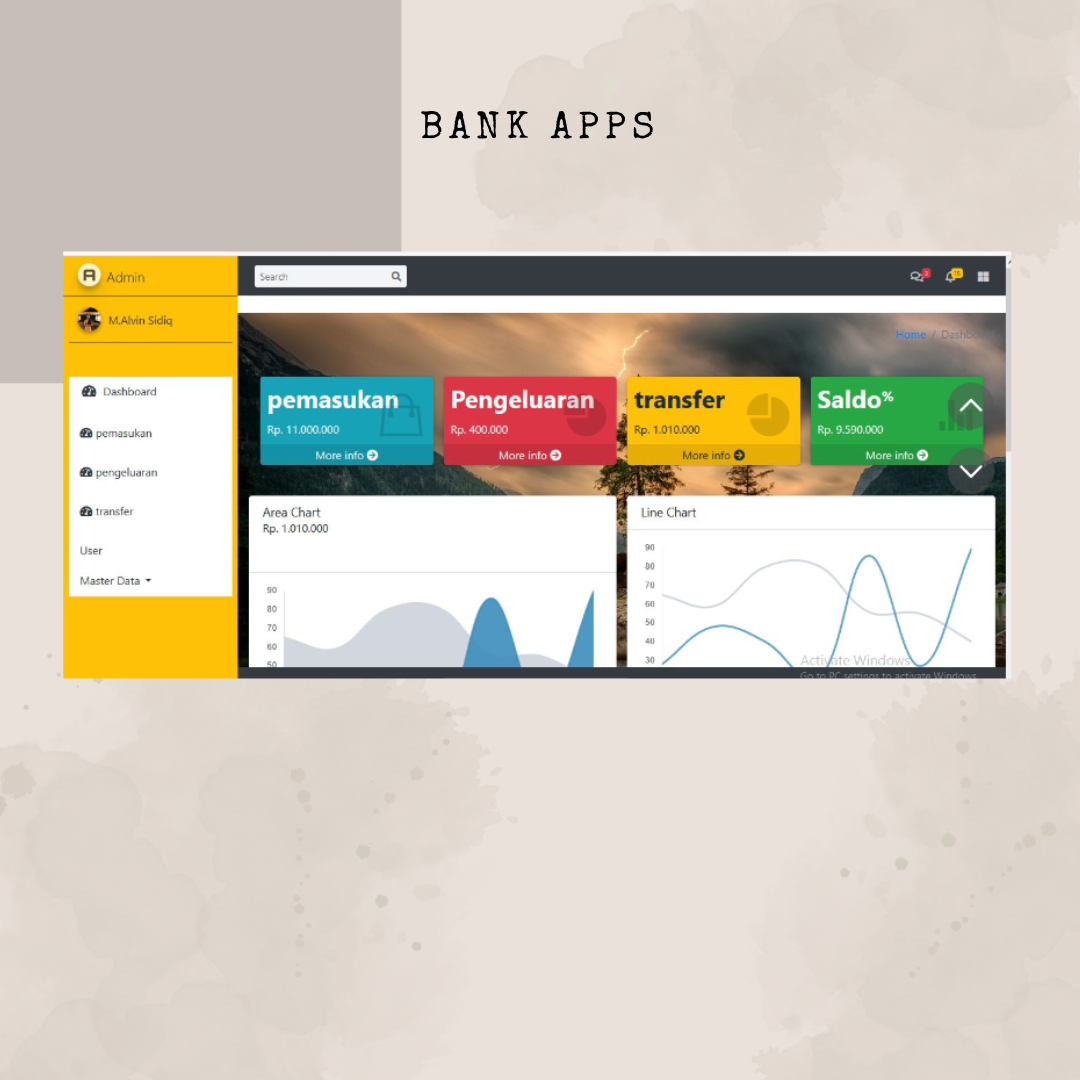 BANK APPS
Admin
Search
M.Alvin Sidiq
Home / Dashbo
Dashboard
pemasukan
pengeluaran
transfer
User
Master Data
pemasukan
Rp. 11.000.000
More info
Pengeluaran
Rp. 400.000
More info
transfer
Rp. 1.010.000
More info
Saldo%
Rp. 9.590.000
More info
Area Chart
Rp. 1.010.000
90
80
70
60
50
Line Chart
90
80
70
60
50
40
30
Activate Windows
Go to PC settings to activate Windows.